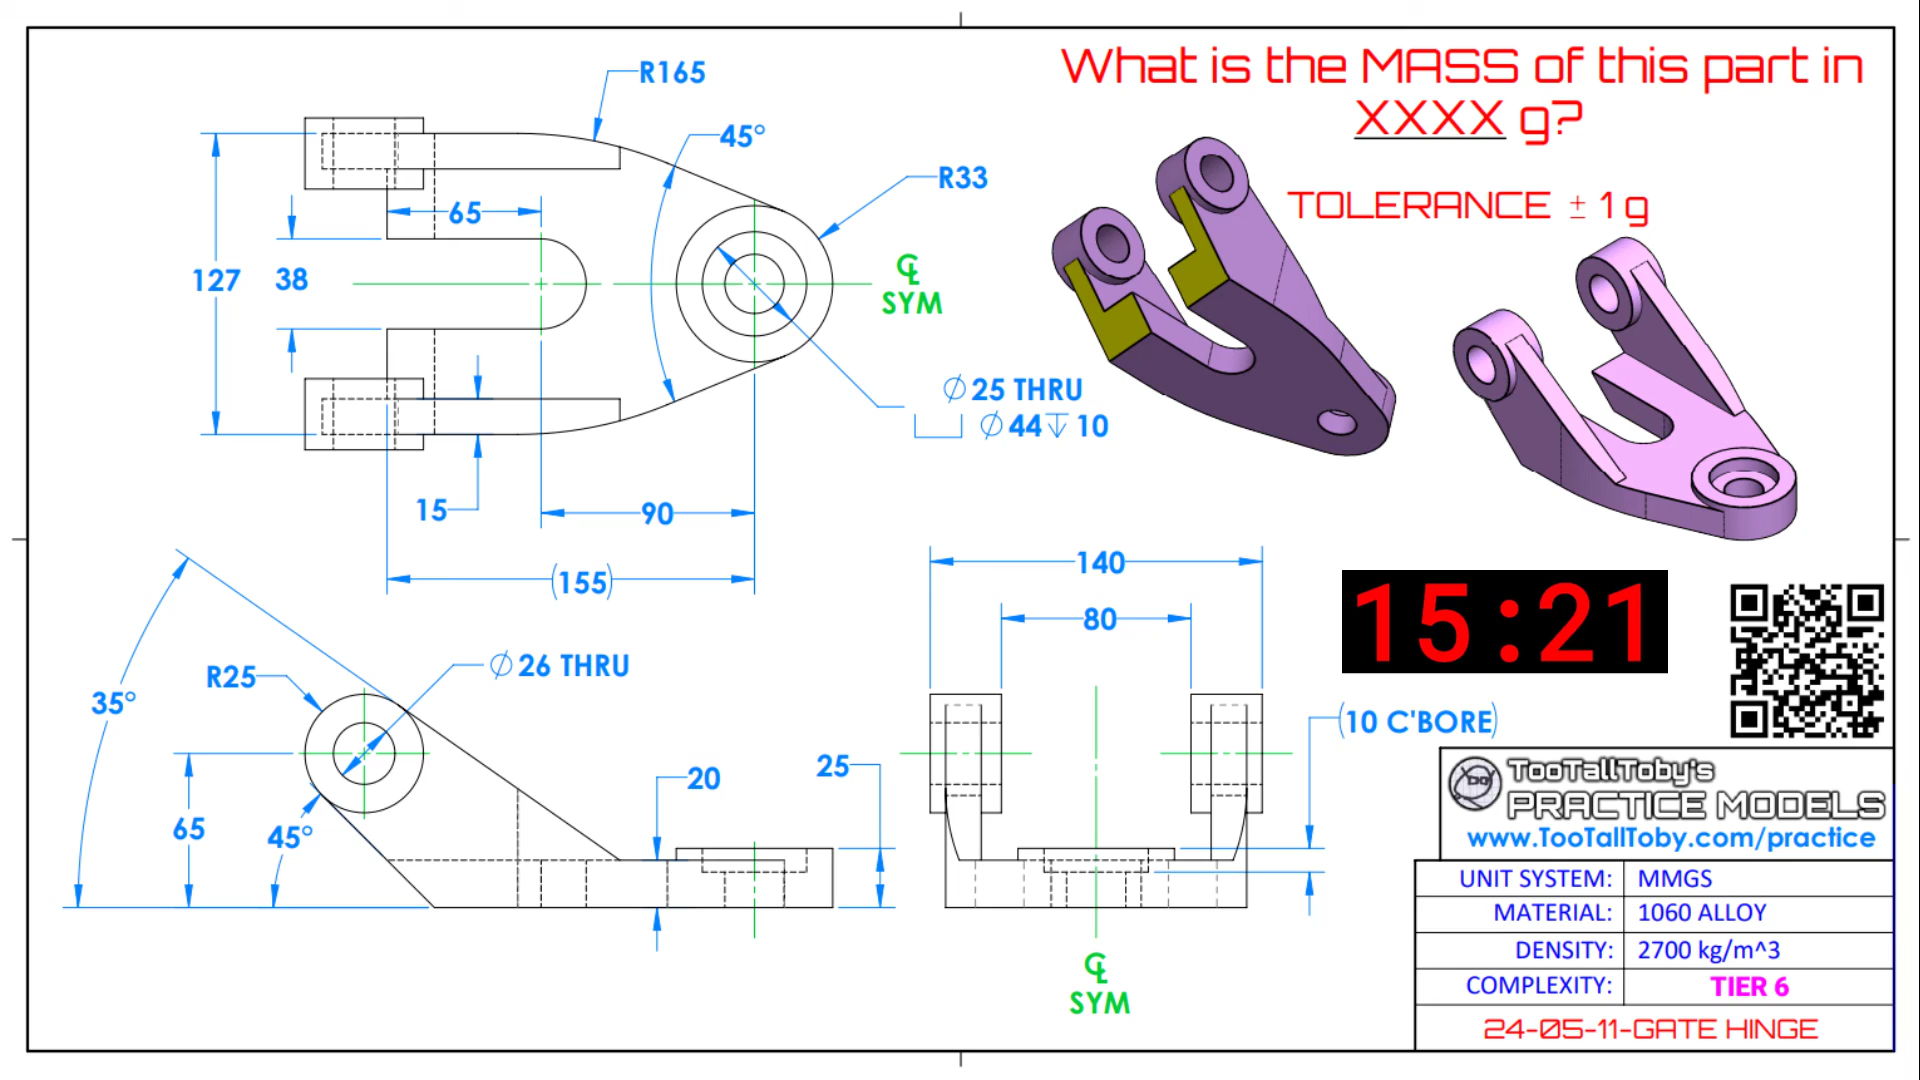 What is the MASS of this part in
XXXX g?
TOLERANCE ± 1 g
R165
45°
R33
65
127
38
℄
SYM
∅25 THRU
⌴ ∅44↧10
15
90
(155)
140
80
15:21
R25
∅26 THRU
35°
(10 C'BORE)
25
20
65
45°
℄
SYM
TooTallToby's
PRACTICE MODELS
www.TooTallToby.com/practice
UNIT SYSTEM: MMGS
MATERIAL: 1060 ALLOY
DENSITY: 2700 kg/m^3
COMPLEXITY: TIER 6
24-05-11-GATE HINGE